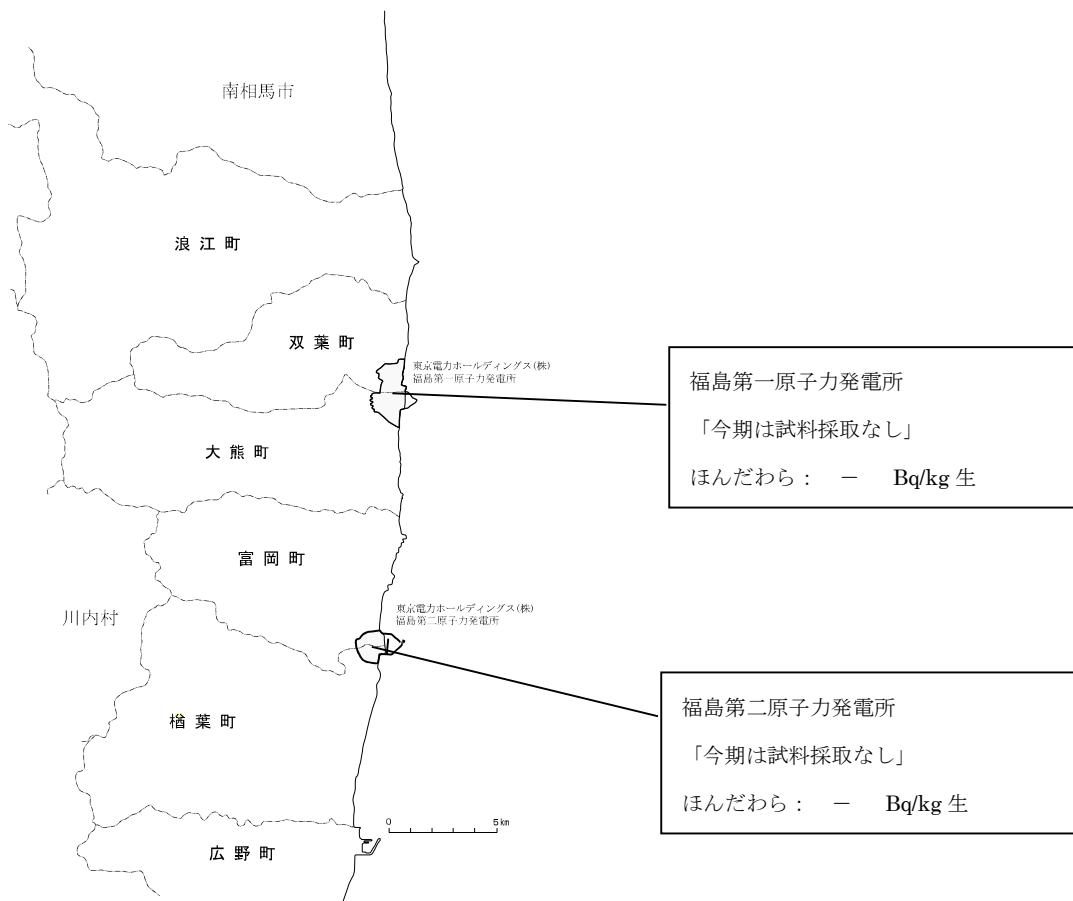 南相馬市
浪江町
双葉町
東京電力ホールディングス(株)
福島第一原子力発電所
福島第一原子力発電所
「今期は試料採取なし」
ほんだわら： － Bq/kg 生
大熊町
富岡町
川内村
東京電力ホールディングス(株)
福島第二原子力発電所
福島第二原子力発電所
「今期は試料採取なし」
ほんだわら： － Bq/kg 生
楢葉町
0 5km
広野町